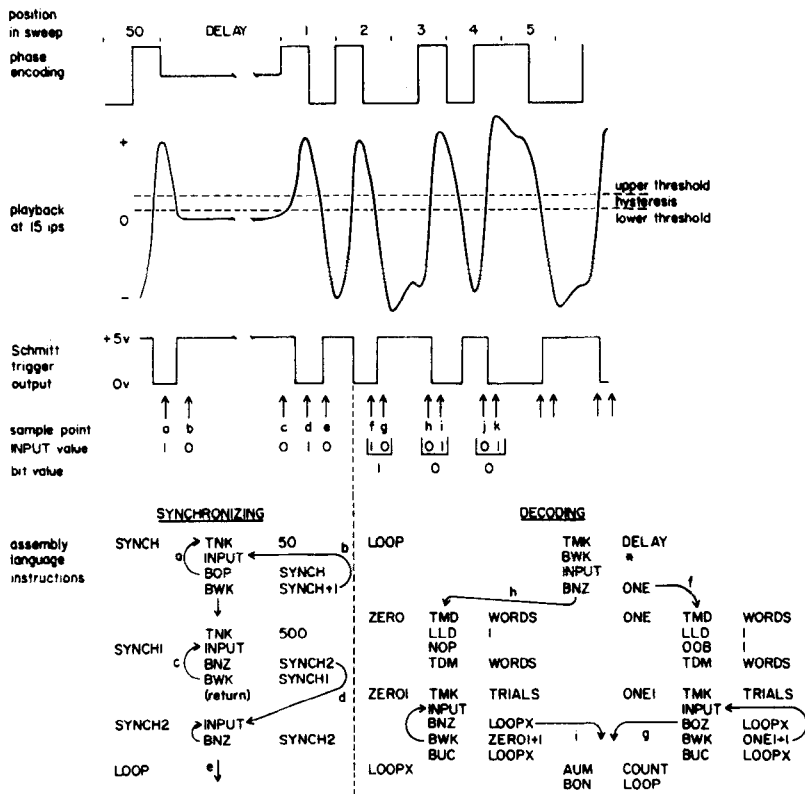 position in sweep 50 DELAY 1 2 3 4 5
phase encoding
+
playback at 15 ips 0
−
upper threshold
hysteresis
lower threshold
Schmitt trigger output +5v 0v
sample point a b c d e f g h i j k
INPUT value 1 0 0 1 0 1 0 0 1 0 1
bit value 1 0 0
SYNCHRONIZING DECODING
assembly language instructions
SYNCH TNK 50
a INPUT b
BOP SYNCH
BWK SYNCH+1
TNK 500
SYNCH1 INPUT
c BNZ SYNCH2
BWK SYNCH1
(return) d
SYNCH2 INPUT
BNZ SYNCH2
LOOP e
LOOP TMK DELAY
BWK *
INPUT
h BNZ ONE f
ZERO TMD WORDS ONE TMD WORDS
LLD 1 LLD 1
NOP OOB 1
TDM WORDS TDM WORDS
ZERO1 TMK TRIALS ONE1 TMK TRIALS
INPUT INPUT
BNZ LOOPX BOZ LOOPX
BWK ZERO1+1 i g BWK ONE1+1
BUC LOOPX BUC LOOPX
LOOPX AUM COUNT
BON LOOP